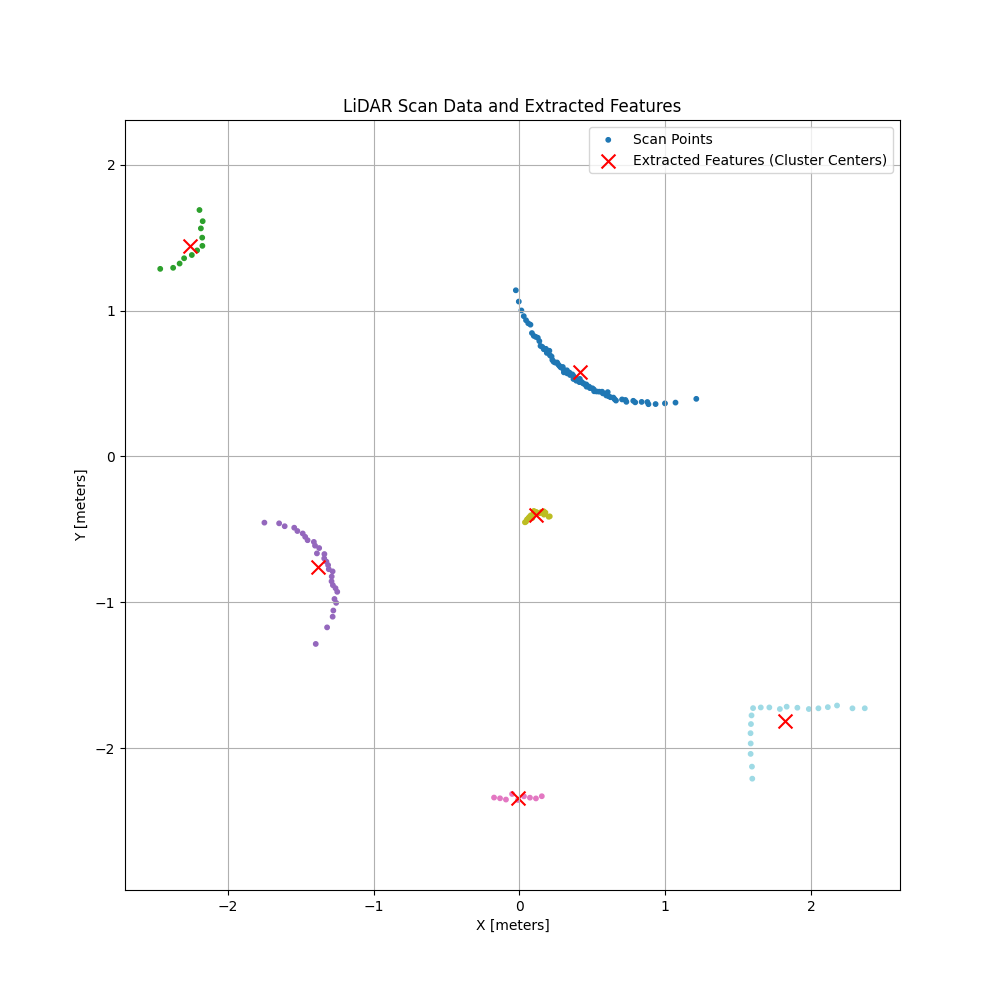 LiDAR Scan Data and Extracted Features
Scan Points
Extracted Features (Cluster Centers)
2
1
0
−1
−2
Y [meters]
−2
−1
0
1
2
X [meters]